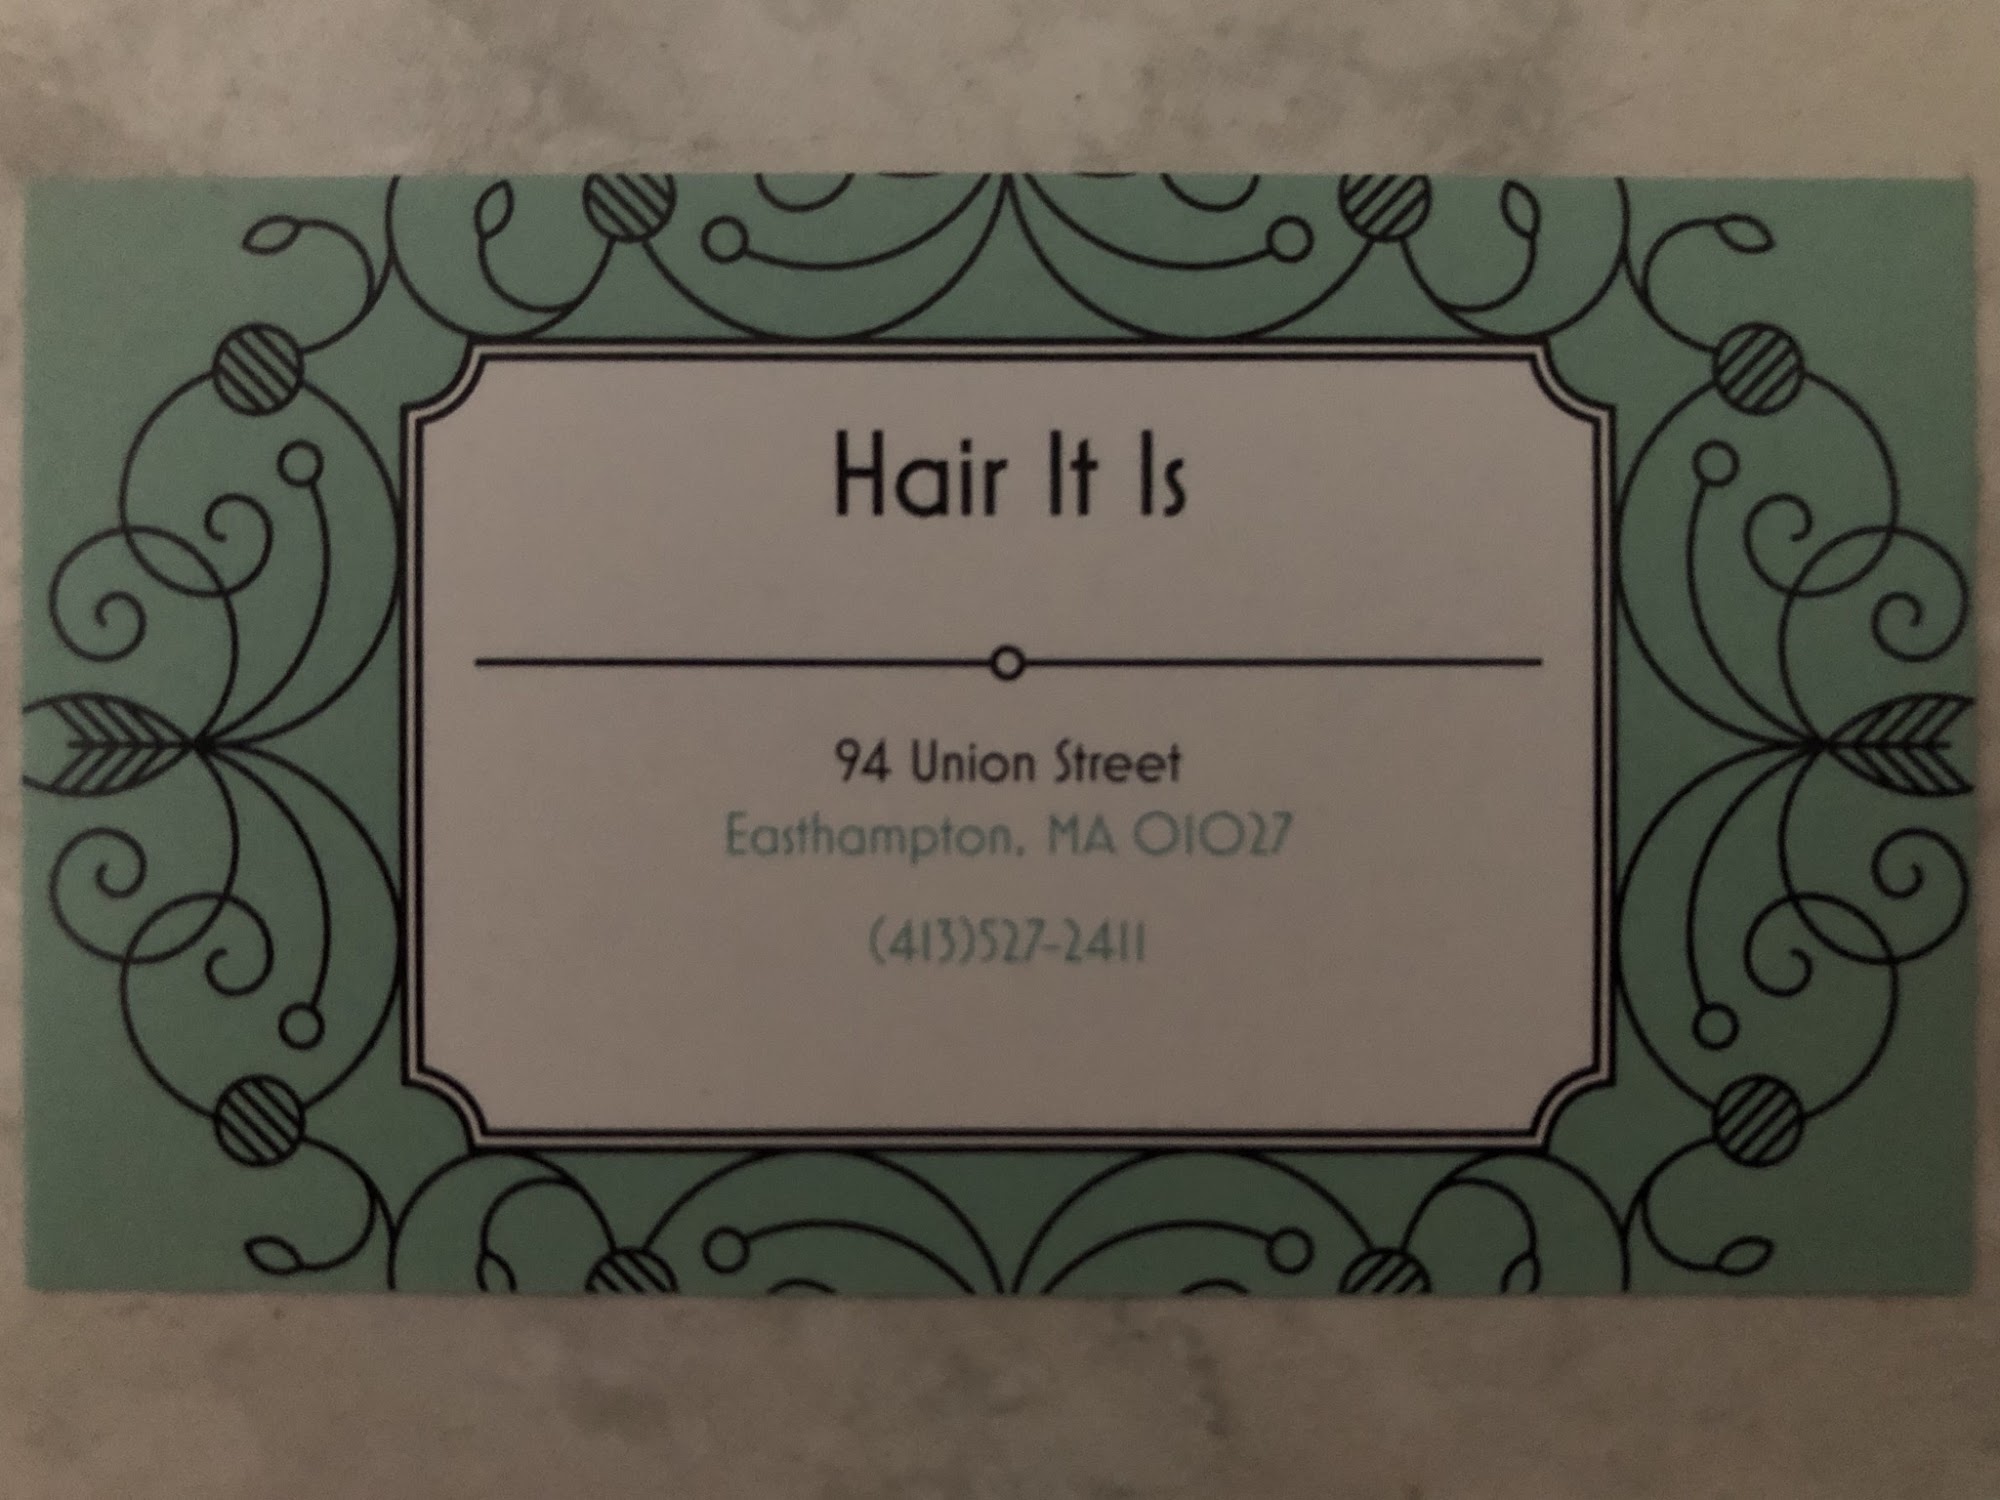 Hair It Is
94 Union Street
Easthampton, MA 01027
(413)527-2411